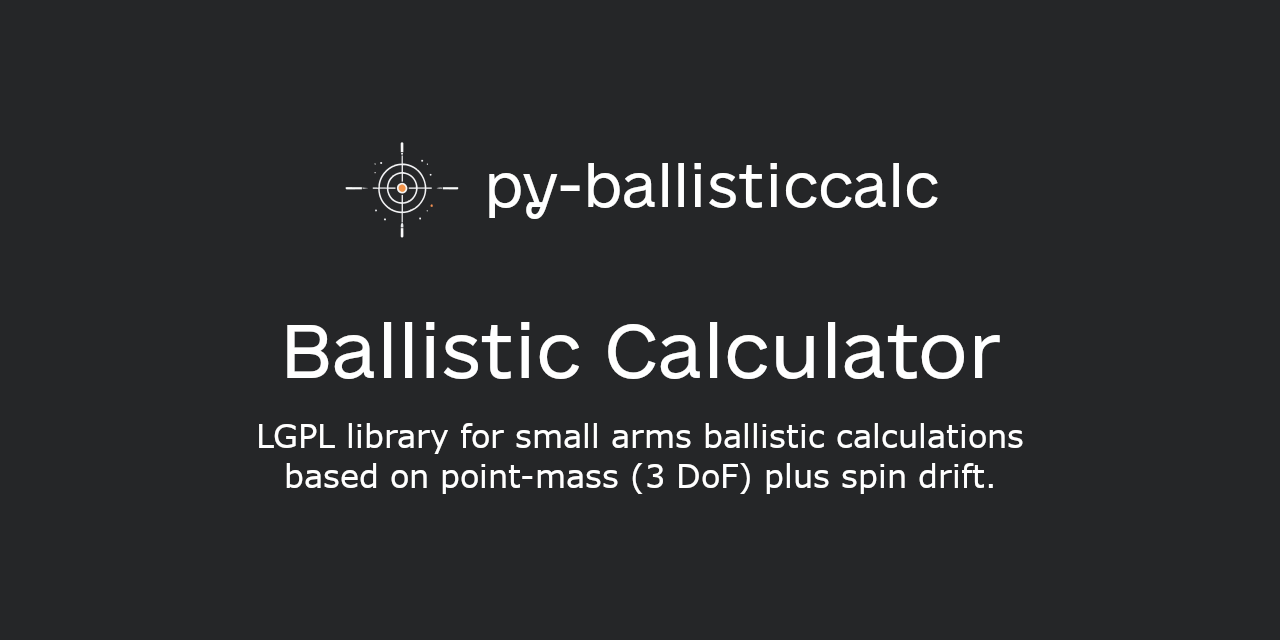 py-ballisticcalc
Ballistic Calculator
LGPL library for small arms ballistic calculations
based on point-mass (3 DoF) plus spin drift.